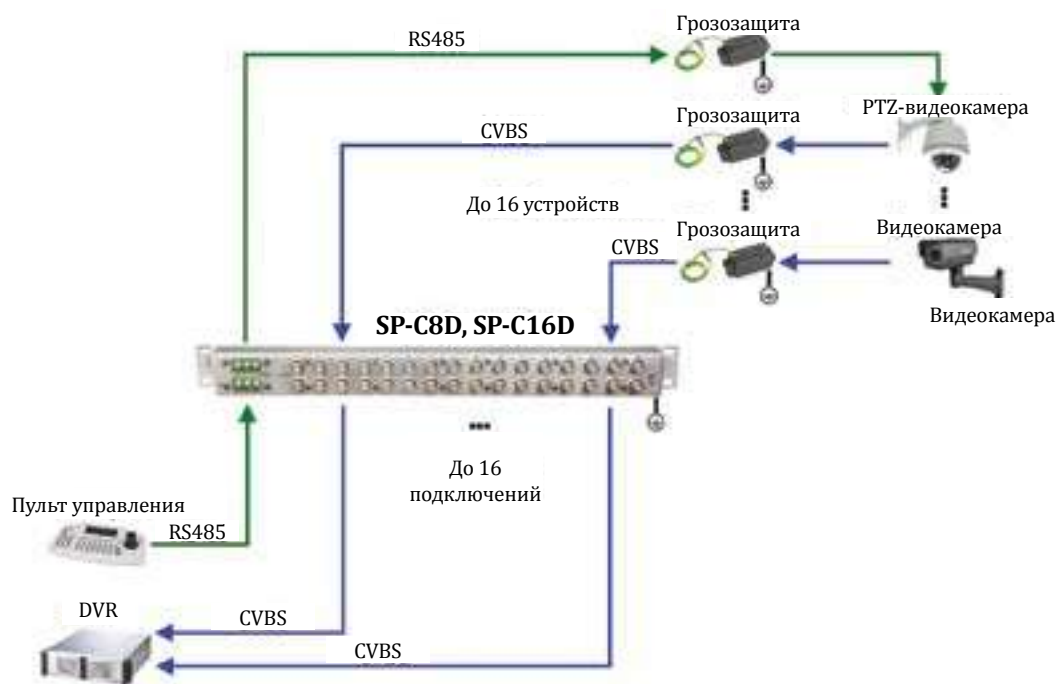 Грозозащита
RS485
PTZ-видеокамера
Грозозащита
CVBS
До 16 устройств
Грозозащита
Видеокамера
CVBS
Видеокамера
SP-C8D, SP-C16D
До 16
подключений
Пульт управления
RS485
DVR
CVBS
CVBS